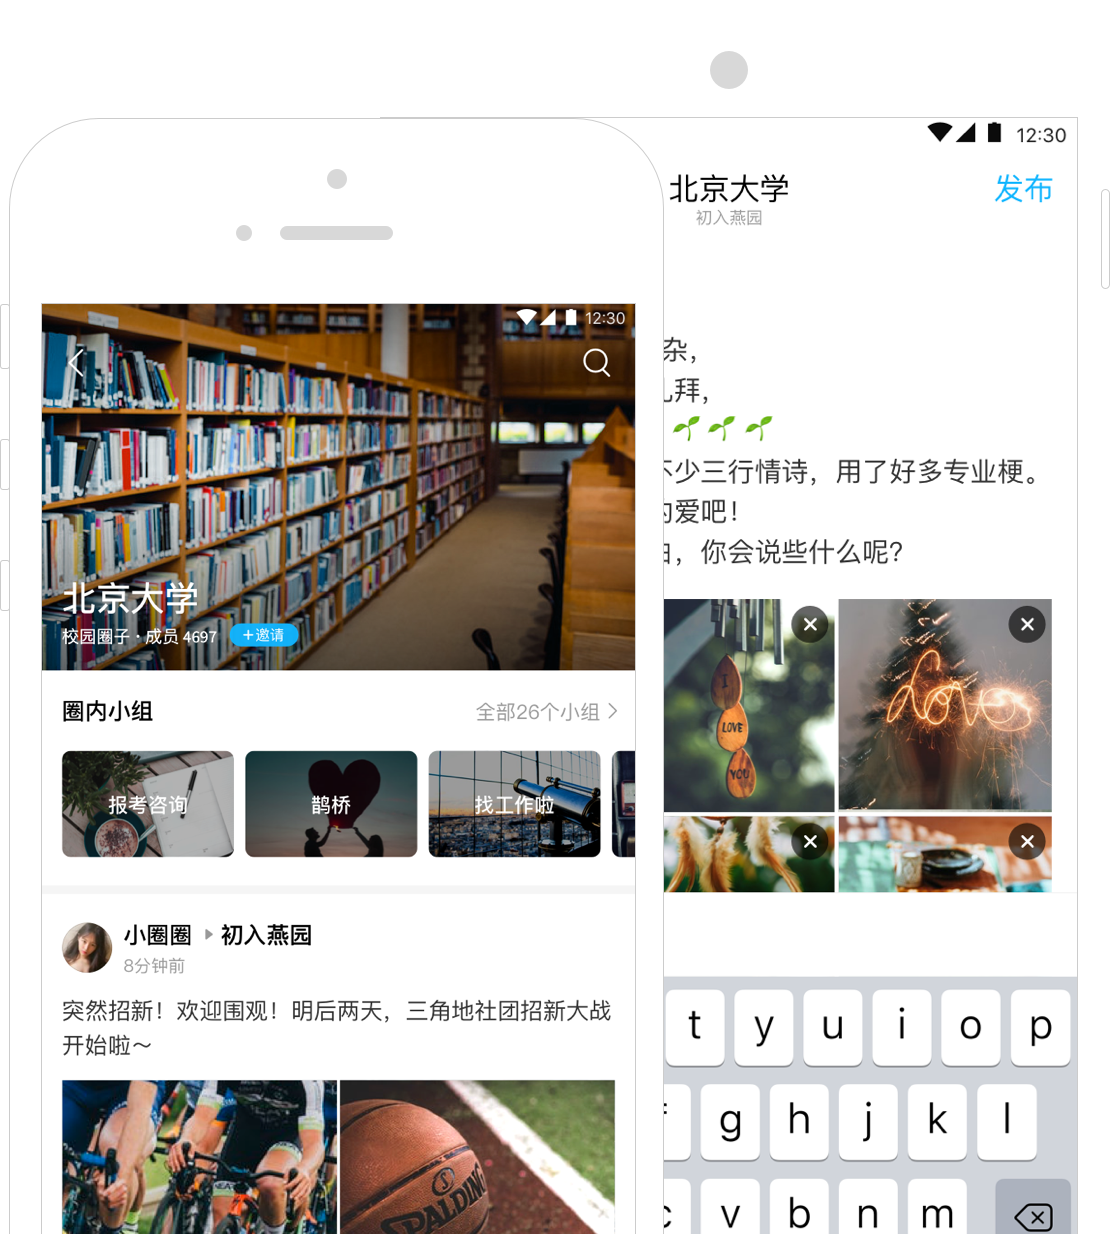 12:30
北京大学
发布
初入燕园
杂，
拜，
少三行情诗，用了好多专业梗。
爱吧！
，你会说些什么呢？
I
LOVE
YOU
love
12:30
北京大学
校园圈子 · 成员 4697
+邀请
圈内小组
全部26个小组
报考咨询
鹊桥
找工作啦
小圈圈
初入燕园
8分钟前
突然招新！欢迎围观！明后两天，三角地社团招新大战
开始啦～
SPALDING
t y u i o p
g h j k l
v b n m